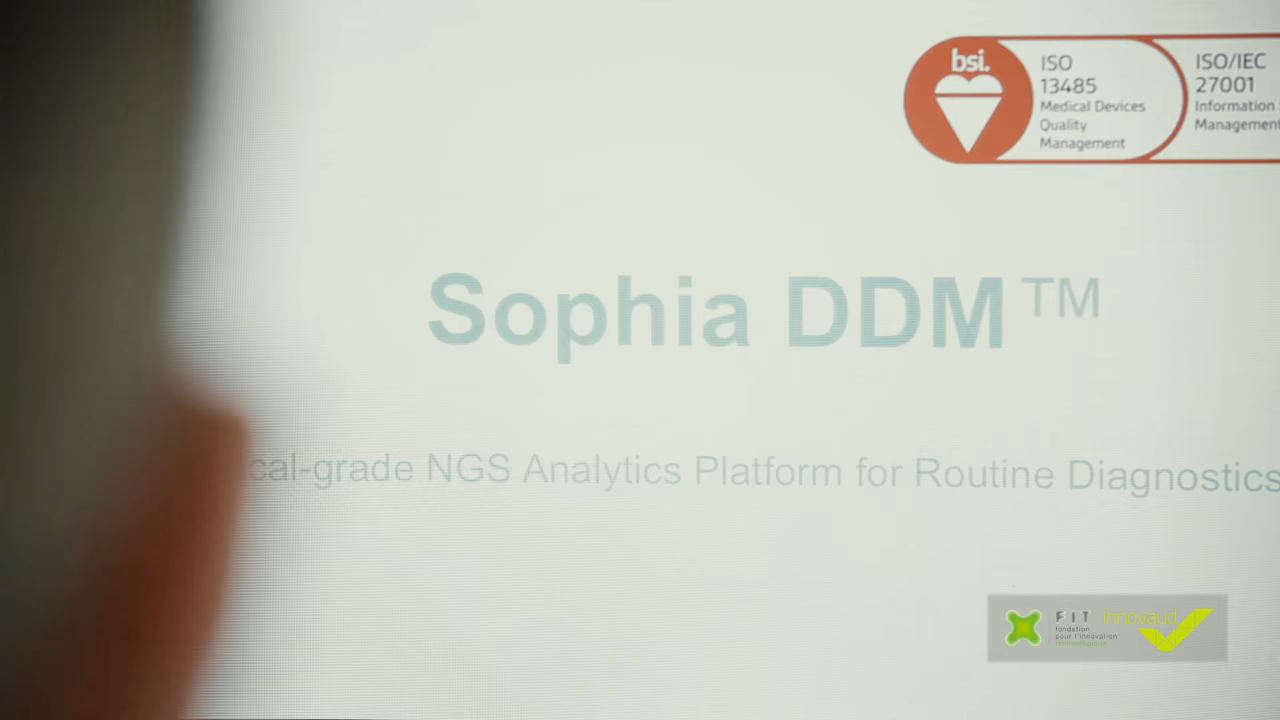 bsi.
ISO
13485
Medical Devices
Quality
Management
ISO/IEC
27001
Information
Management
Sophia DDM™
cal-grade NGS Analytics Platform for Routine Diagnostics
FIT
fondation
pour l'innovation
technologique
innovaud